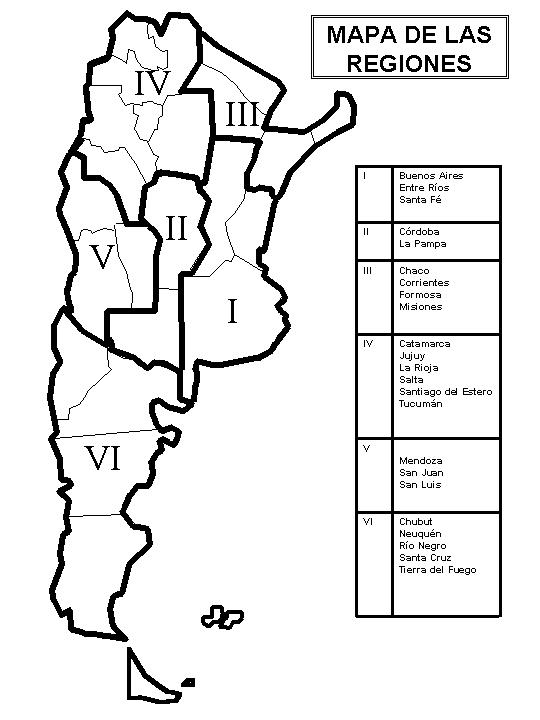 MAPA DE LAS
REGIONES
IV
III
II
V
I
VI
I
Buenos Aires
Entre Ríos
Santa Fé
II
Córdoba
La Pampa
III
Chaco
Corrientes
Formosa
Misiones
IV
Catamarca
Jujuy
La Rioja
Salta
Santiago del Estero
Tucumán
V
Mendoza
San Juan
San Luis
VI
Chubut
Neuquén
Río Negro
Santa Cruz
Tierra del Fuego